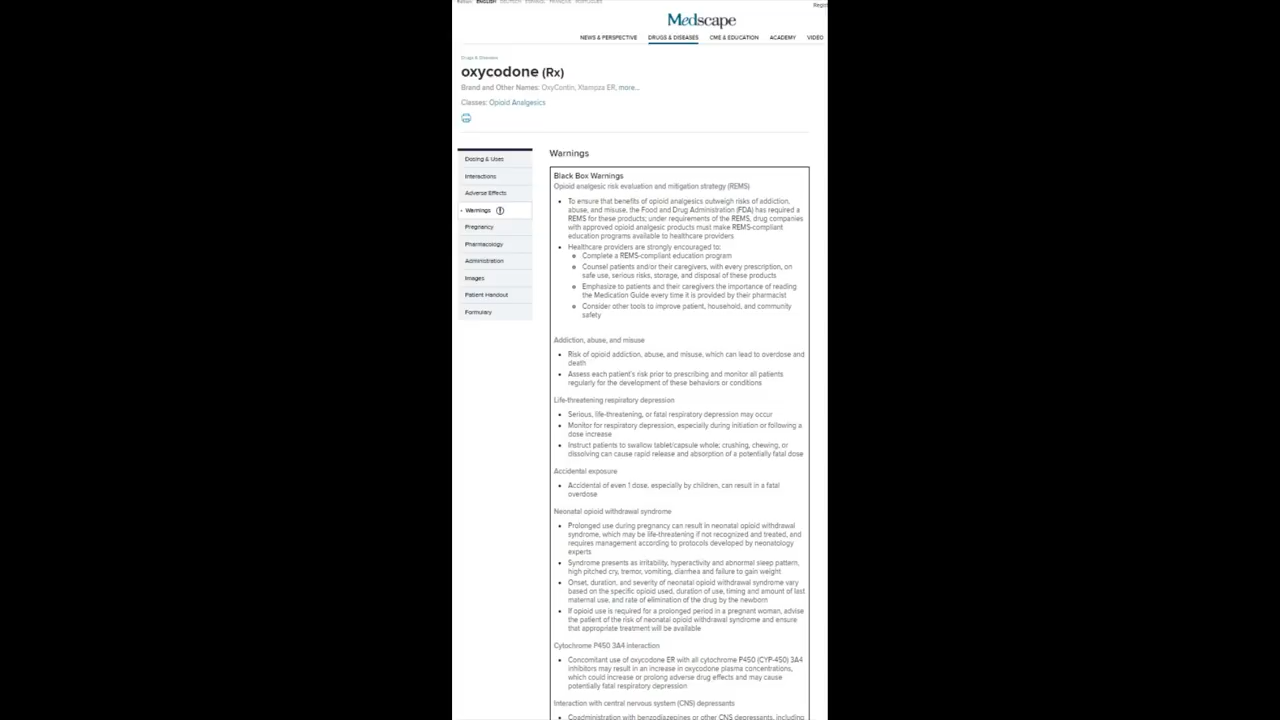 ENGLISH DEUTSCH ESPAÑOL FRANÇAIS PORTUGUÊS
Medscape
NEWS & PERSPECTIVE DRUGS & DISEASES CME & EDUCATION ACADEMY VIDEO
Drugs & Diseases
oxycodone (Rx)
Brand and Other Names: OxyContin, Xtampza ER, more...
Classes: Opioid Analgesics
Dosing & Uses
Interactions
Adverse Effects
Warnings
Pregnancy
Pharmacology
Administration
Images
Patient Handout
Formulary
Warnings
Black Box Warnings
Opioid analgesic risk evaluation and mitigation strategy (REMS)
• To ensure that benefits of opioid analgesics outweigh risks of addiction,
abuse, and misuse, the Food and Drug Administration (FDA) has required a
REMS for these products; under requirements of the REMS, drug companies
with approved opioid analgesic products must make REMS-compliant
education programs available to healthcare providers
• Healthcare providers are strongly encouraged to:
Complete a REMS-compliant education program
Counsel patients and/or their caregivers, with every prescription, on
safe use, serious risks, storage, and disposal of these products
Emphasize to patients and their caregivers the importance of reading
the Medication Guide every time it is provided by their pharmacist
Consider other tools to improve patient, household, and community
safety
Addiction, abuse, and misuse
• Risk of opioid addiction, abuse, and misuse, which can lead to overdose and
death
• Assess each patient's risk prior to prescribing and monitor all patients
regularly for the development of these behaviors or conditions
Life-threatening respiratory depression
• Serious, life-threatening, or fatal respiratory depression may occur
• Monitor for respiratory depression, especially during initiation or following a
dose increase
• Instruct patients to swallow tablet/capsule whole; crushing, chewing, or
dissolving can cause rapid release and absorption of a potentially fatal dose
Accidental exposure
• Accidental of even 1 dose, especially by children, can result in a fatal
overdose
Neonatal opioid withdrawal syndrome
• Prolonged use during pregnancy can result in neonatal opioid withdrawal
syndrome, which may be life-threatening if not recognized and treated, and
requires management according to protocols developed by neonatology
experts
• Syndrome presents as irritability, hyperactivity and abnormal sleep pattern,
high pitched cry, tremor, vomiting, diarrhea and failure to gain weight
• Onset, duration, and severity of neonatal opioid withdrawal syndrome vary
based on the specific opioid used, duration of use, timing and amount of last
maternal use, and rate of elimination of the drug by the newborn
• If opioid use is required for a prolonged period in a pregnant woman, advise
the patient of the risk of neonatal opioid withdrawal syndrome and ensure
that appropriate treatment will be available
Cytochrome P450 3A4 interaction
• Concomitant use of oxycodone ER with all cytochrome P450 (CYP-450) 3A4
inhibitors may result in an increase in oxycodone plasma concentrations,
which could increase or prolong adverse drug effects and may cause
potentially fatal respiratory depression
Interaction with central nervous system (CNS) depressants
• Coadministration with benzodiazepines or other CNS depressants, including